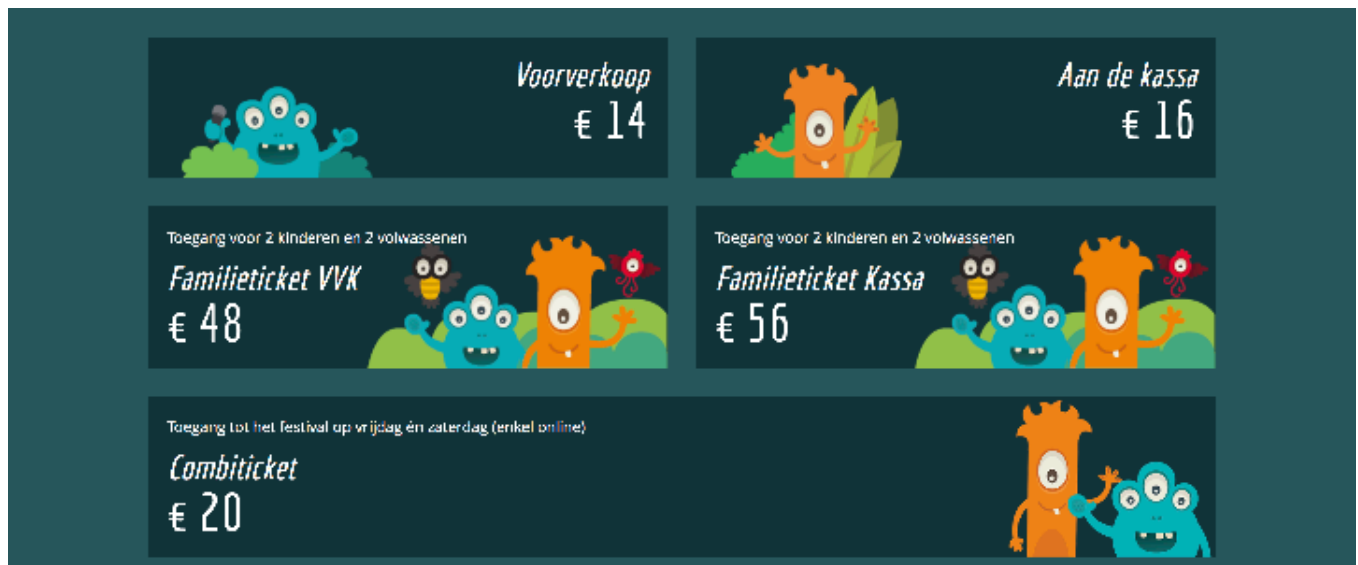 Voorverkoop
€ 14
Aan de kassa
€ 16
Toegang voor 2 kinderen en 2 volwassenen
Familieticket VVK
€ 48
Toegang voor 2 kinderen en 2 volwassenen
Familieticket Kassa
€ 56
Toegang tot het festival op vrijdag én zaterdag (enkel online)
Combiticket
€ 20